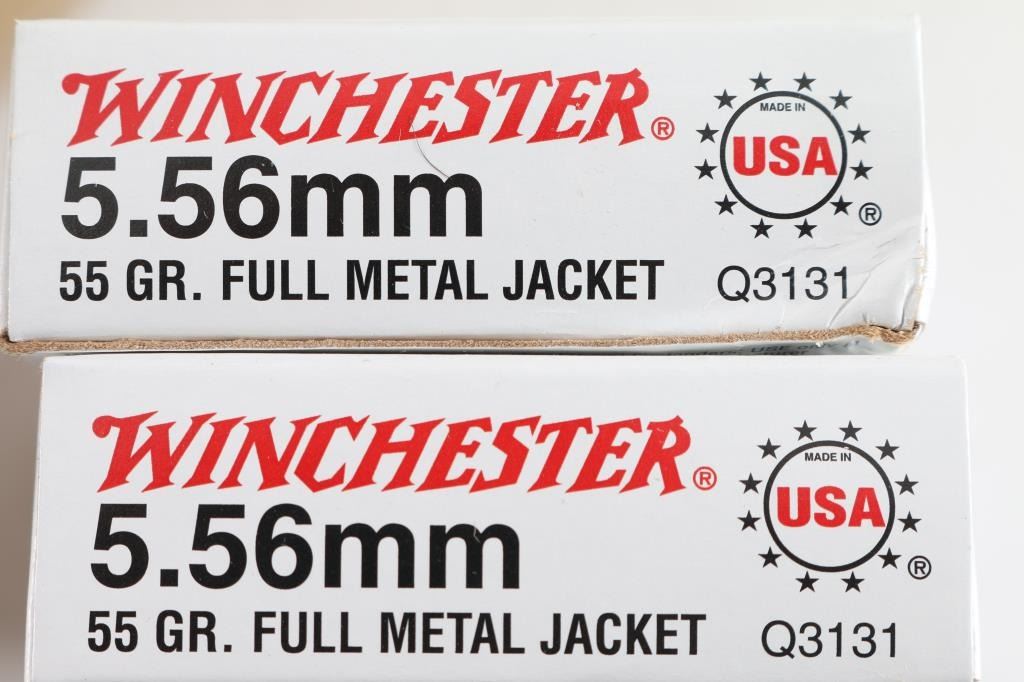 WINCHESTER®
5.56mm
55 GR. FULL METAL JACKET
MADE IN
USA
®
Q3131
WINCHESTER®
5.56mm
55 GR. FULL METAL JACKET
MADE IN
USA
®
Q3131